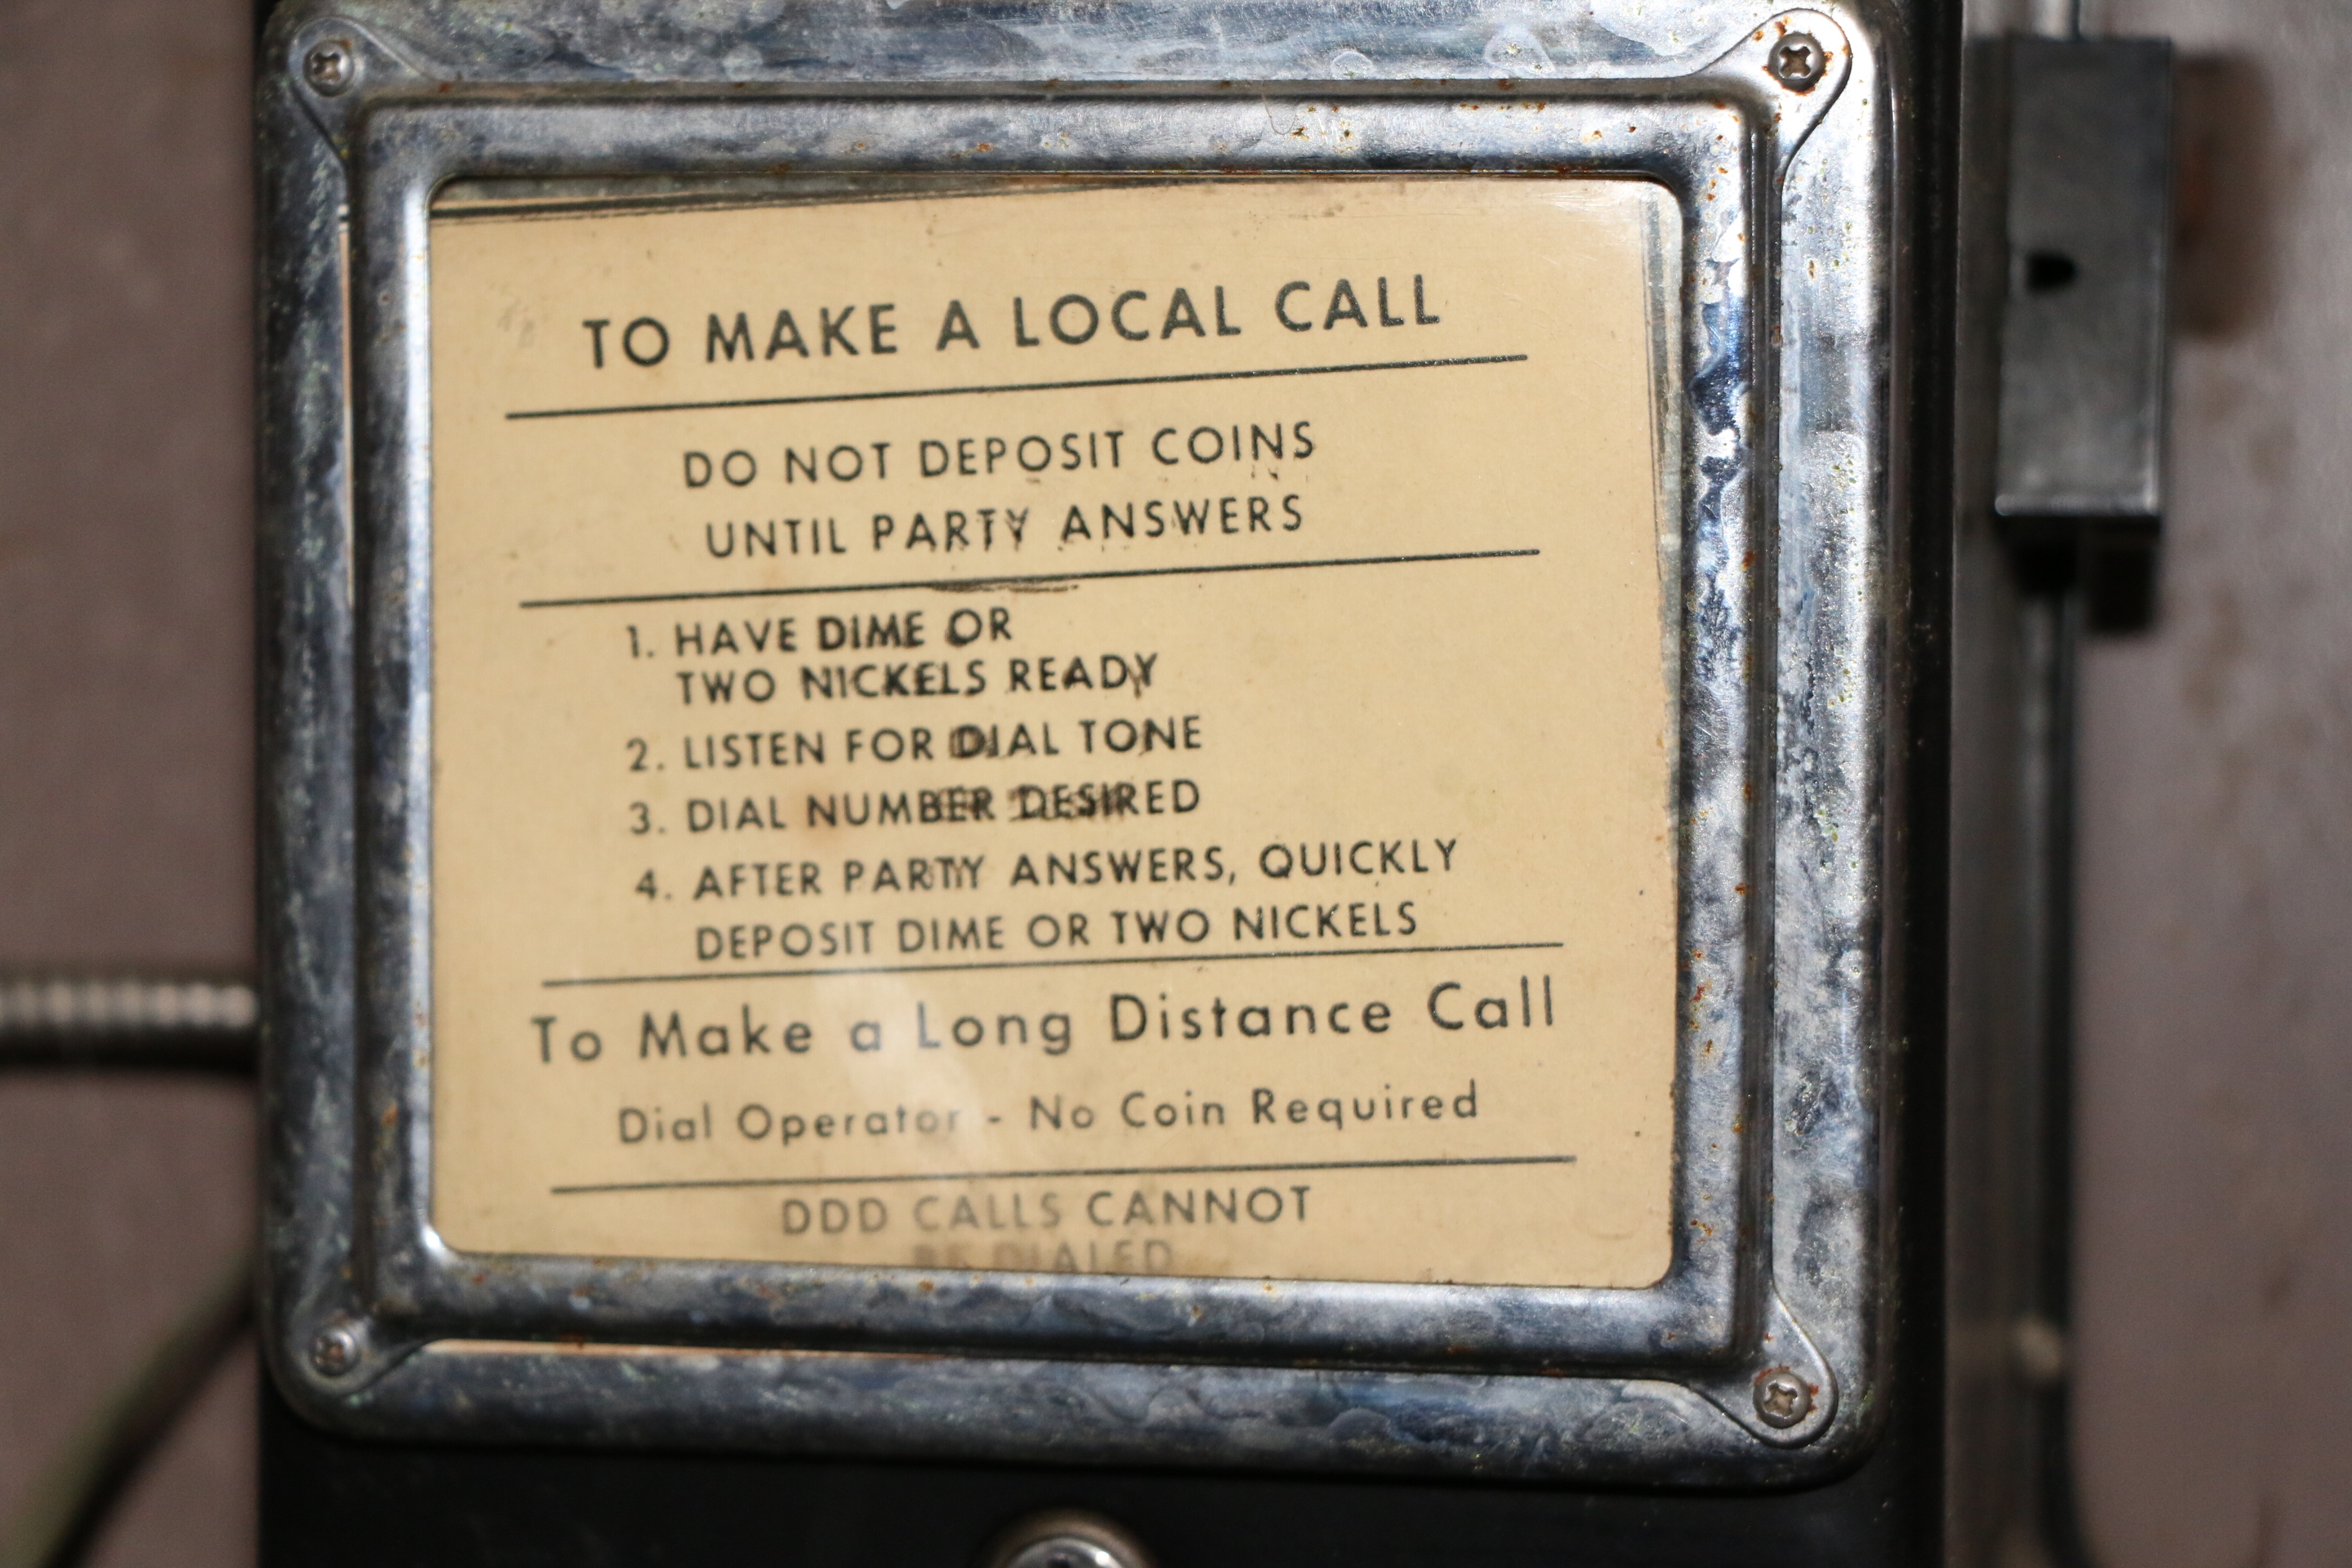 TO MAKE A LOCAL CALL
DO NOT DEPOSIT COINS
UNTIL PARTY ANSWERS
1. HAVE DIME OR
TWO NICKELS READY
2. LISTEN FOR DIAL TONE
3. DIAL NUMBER DESIRED
4. AFTER PARTY ANSWERS, QUICKLY
DEPOSIT DIME OR TWO NICKELS
To Make a Long Distance Call
Dial Operator - No Coin Required
DDD CALLS CANNOT
BE DIALED